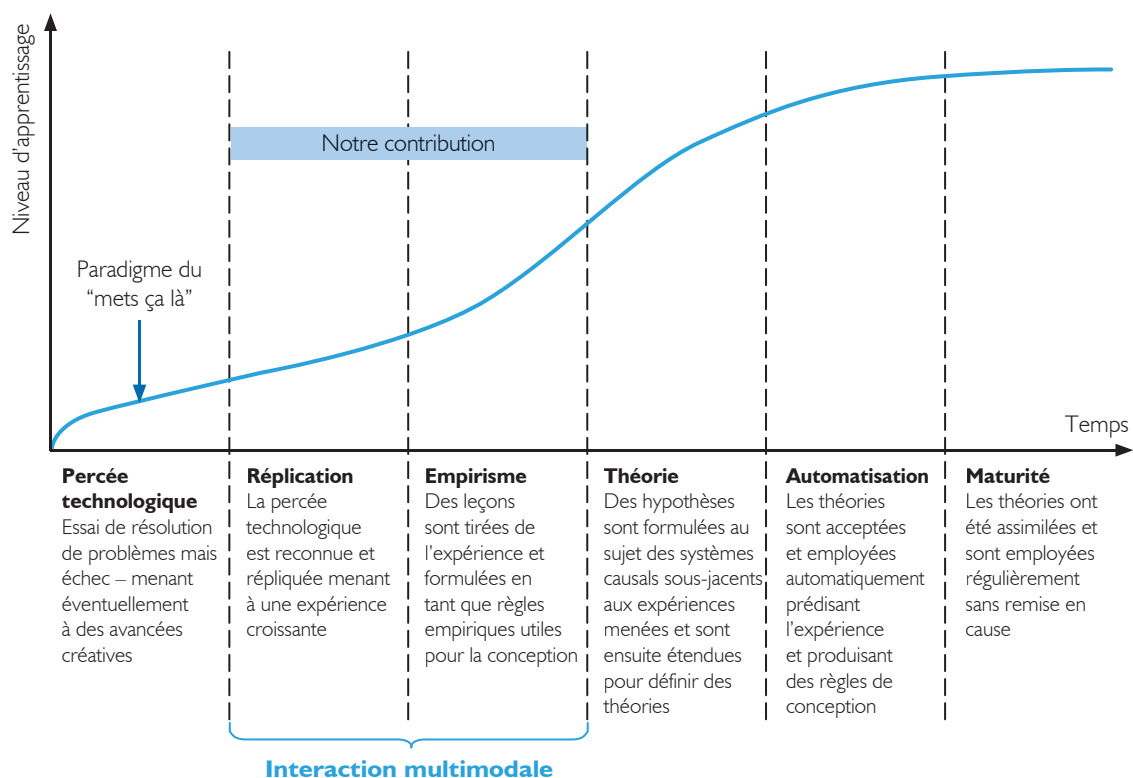 Niveau d'apprentissage
Notre contribution
Paradigme du
“mets ça là”
Temps
Percée
technologique
Essai de résolution
de problèmes mais
échec – menant
éventuellement
à des avancées
créatives
Réplication
La percée
technologique
est reconnue et
répliquée menant
à une expérience
croissante
Empirisme
Des leçons
sont tirées de
l'expérience et
formulées en
tant que règles
empiriques utiles
pour la conception
Théorie
Des hypothèses
sont formulées au
sujet des systèmes
causals sous-jacents
aux expériences
menées et sont
ensuite étendues
pour définir des
théories
Automatisation
Les théories
sont acceptées
et employées
automatiquement
prédisant
l'expérience
et produisant
des règles de
conception
Maturité
Les théories ont
été assimilées et
sont employées
régulièrement
sans remise en
cause
Interaction multimodale